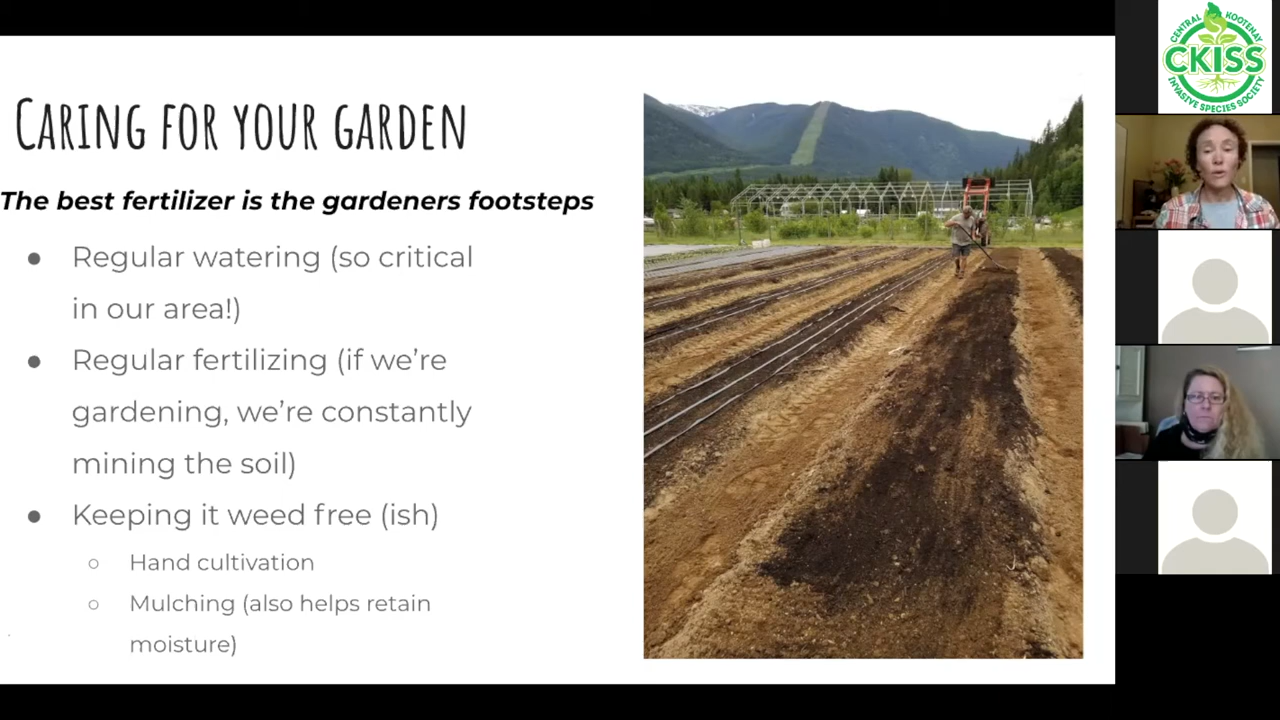 CARING FOR YOUR GARDEN
The best fertilizer is the gardeners footsteps
● Regular watering (so critical
in our area!)
● Regular fertilizing (if we're
gardening, we're constantly
mining the soil)
● Keeping it weed free (ish)
○ Hand cultivation
○ Mulching (also helps retain
moisture)
CENTRAL KOOTENAY
CKISS
INVASIVE SPECIES SOCIETY